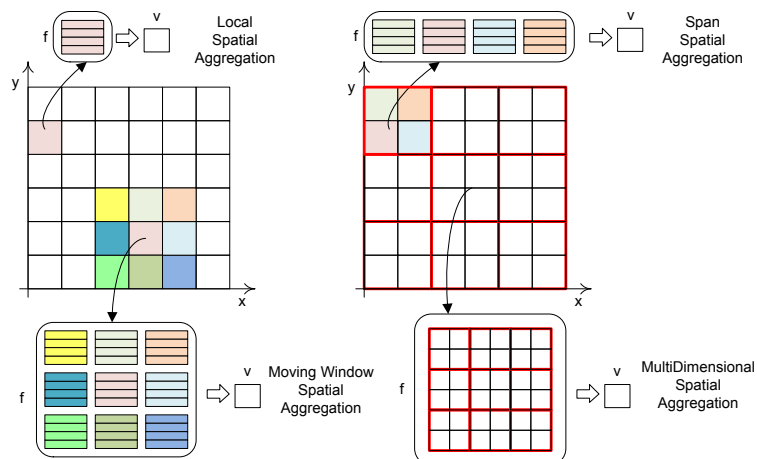 f
v
Local
Spatial
Aggregation
f
v
Span
Spatial
Aggregation
y
x
y
x
f
v
Moving Window
Spatial
Aggregation
f
v
MultiDimensional
Spatial
Aggregation